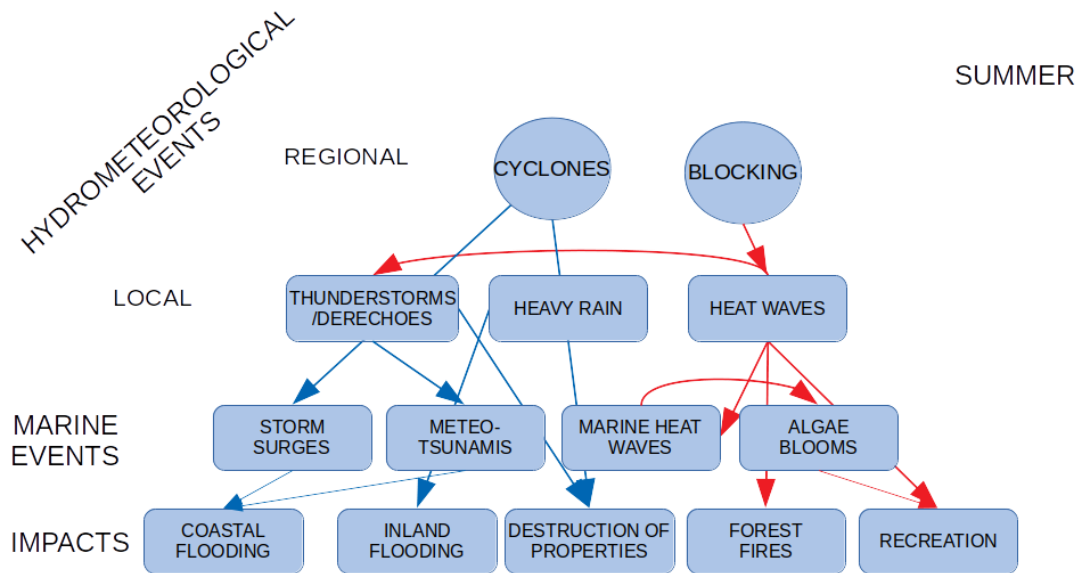 HYDROMETEOROLOGICAL
EVENTS
SUMMER
REGIONAL
CYCLONES
BLOCKING
LOCAL
THUNDERSTORMS
/DERECHOES
HEAVY RAIN
HEAT WAVES
MARINE
EVENTS
STORM
SURGES
METEO-
TSUNAMIS
MARINE HEAT
WAVES
ALGAE
BLOOMS
IMPACTS
COASTAL
FLOODING
INLAND
FLOODING
DESTRUCTION OF
PROPERTIES
FOREST
FIRES
RECREATION